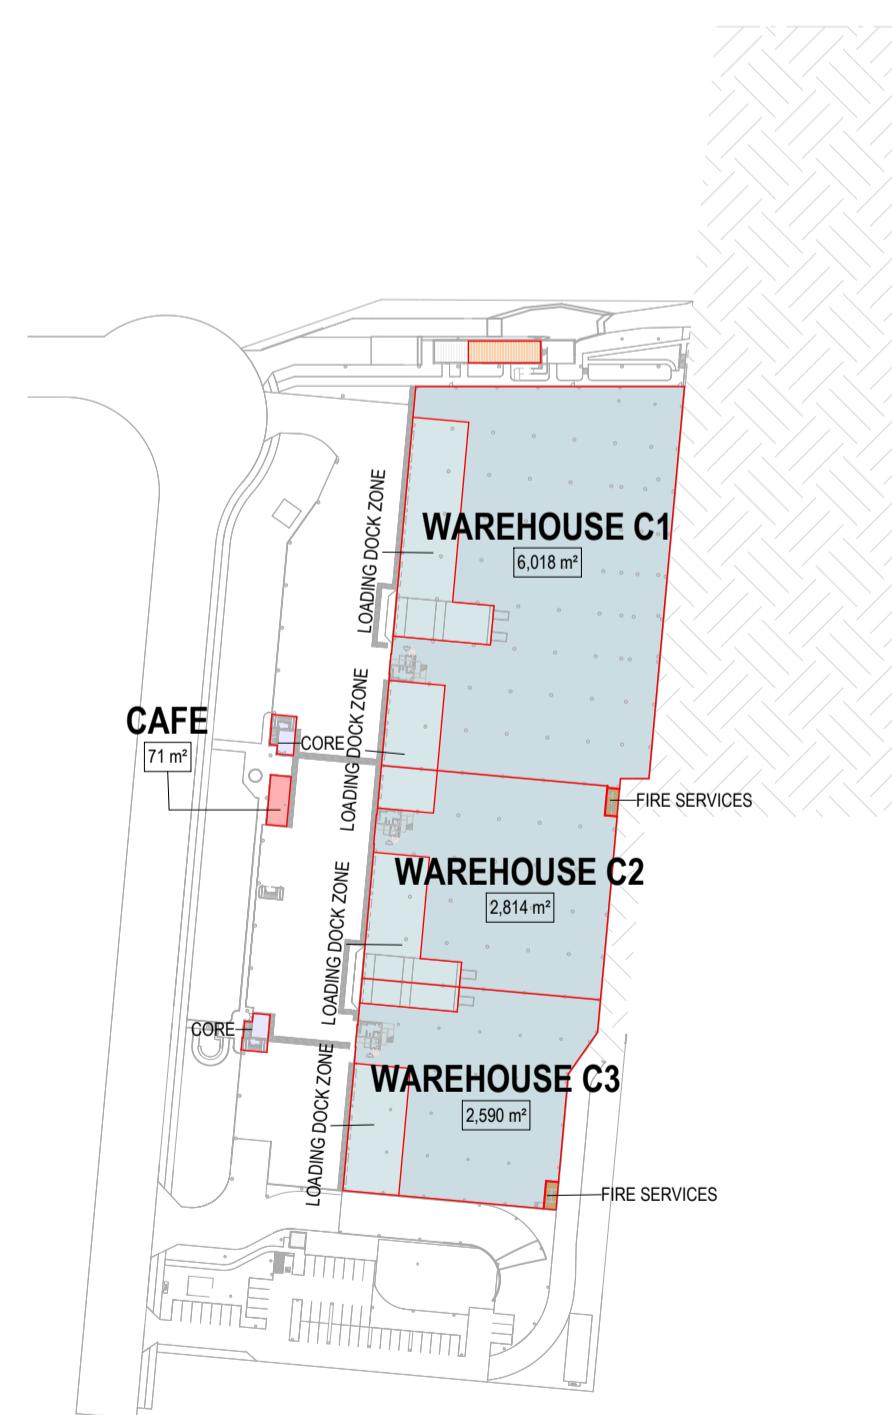 LOADING DOCK ZONE
WAREHOUSE C1
6,018 m²
LOADING DOCK ZONE
CAFE
71 m²
CORE
FIRE SERVICES
WAREHOUSE C2
2,814 m²
LOADING DOCK ZONE
CORE
LOADING DOCK ZONE
WAREHOUSE C3
2,590 m²
FIRE SERVICES